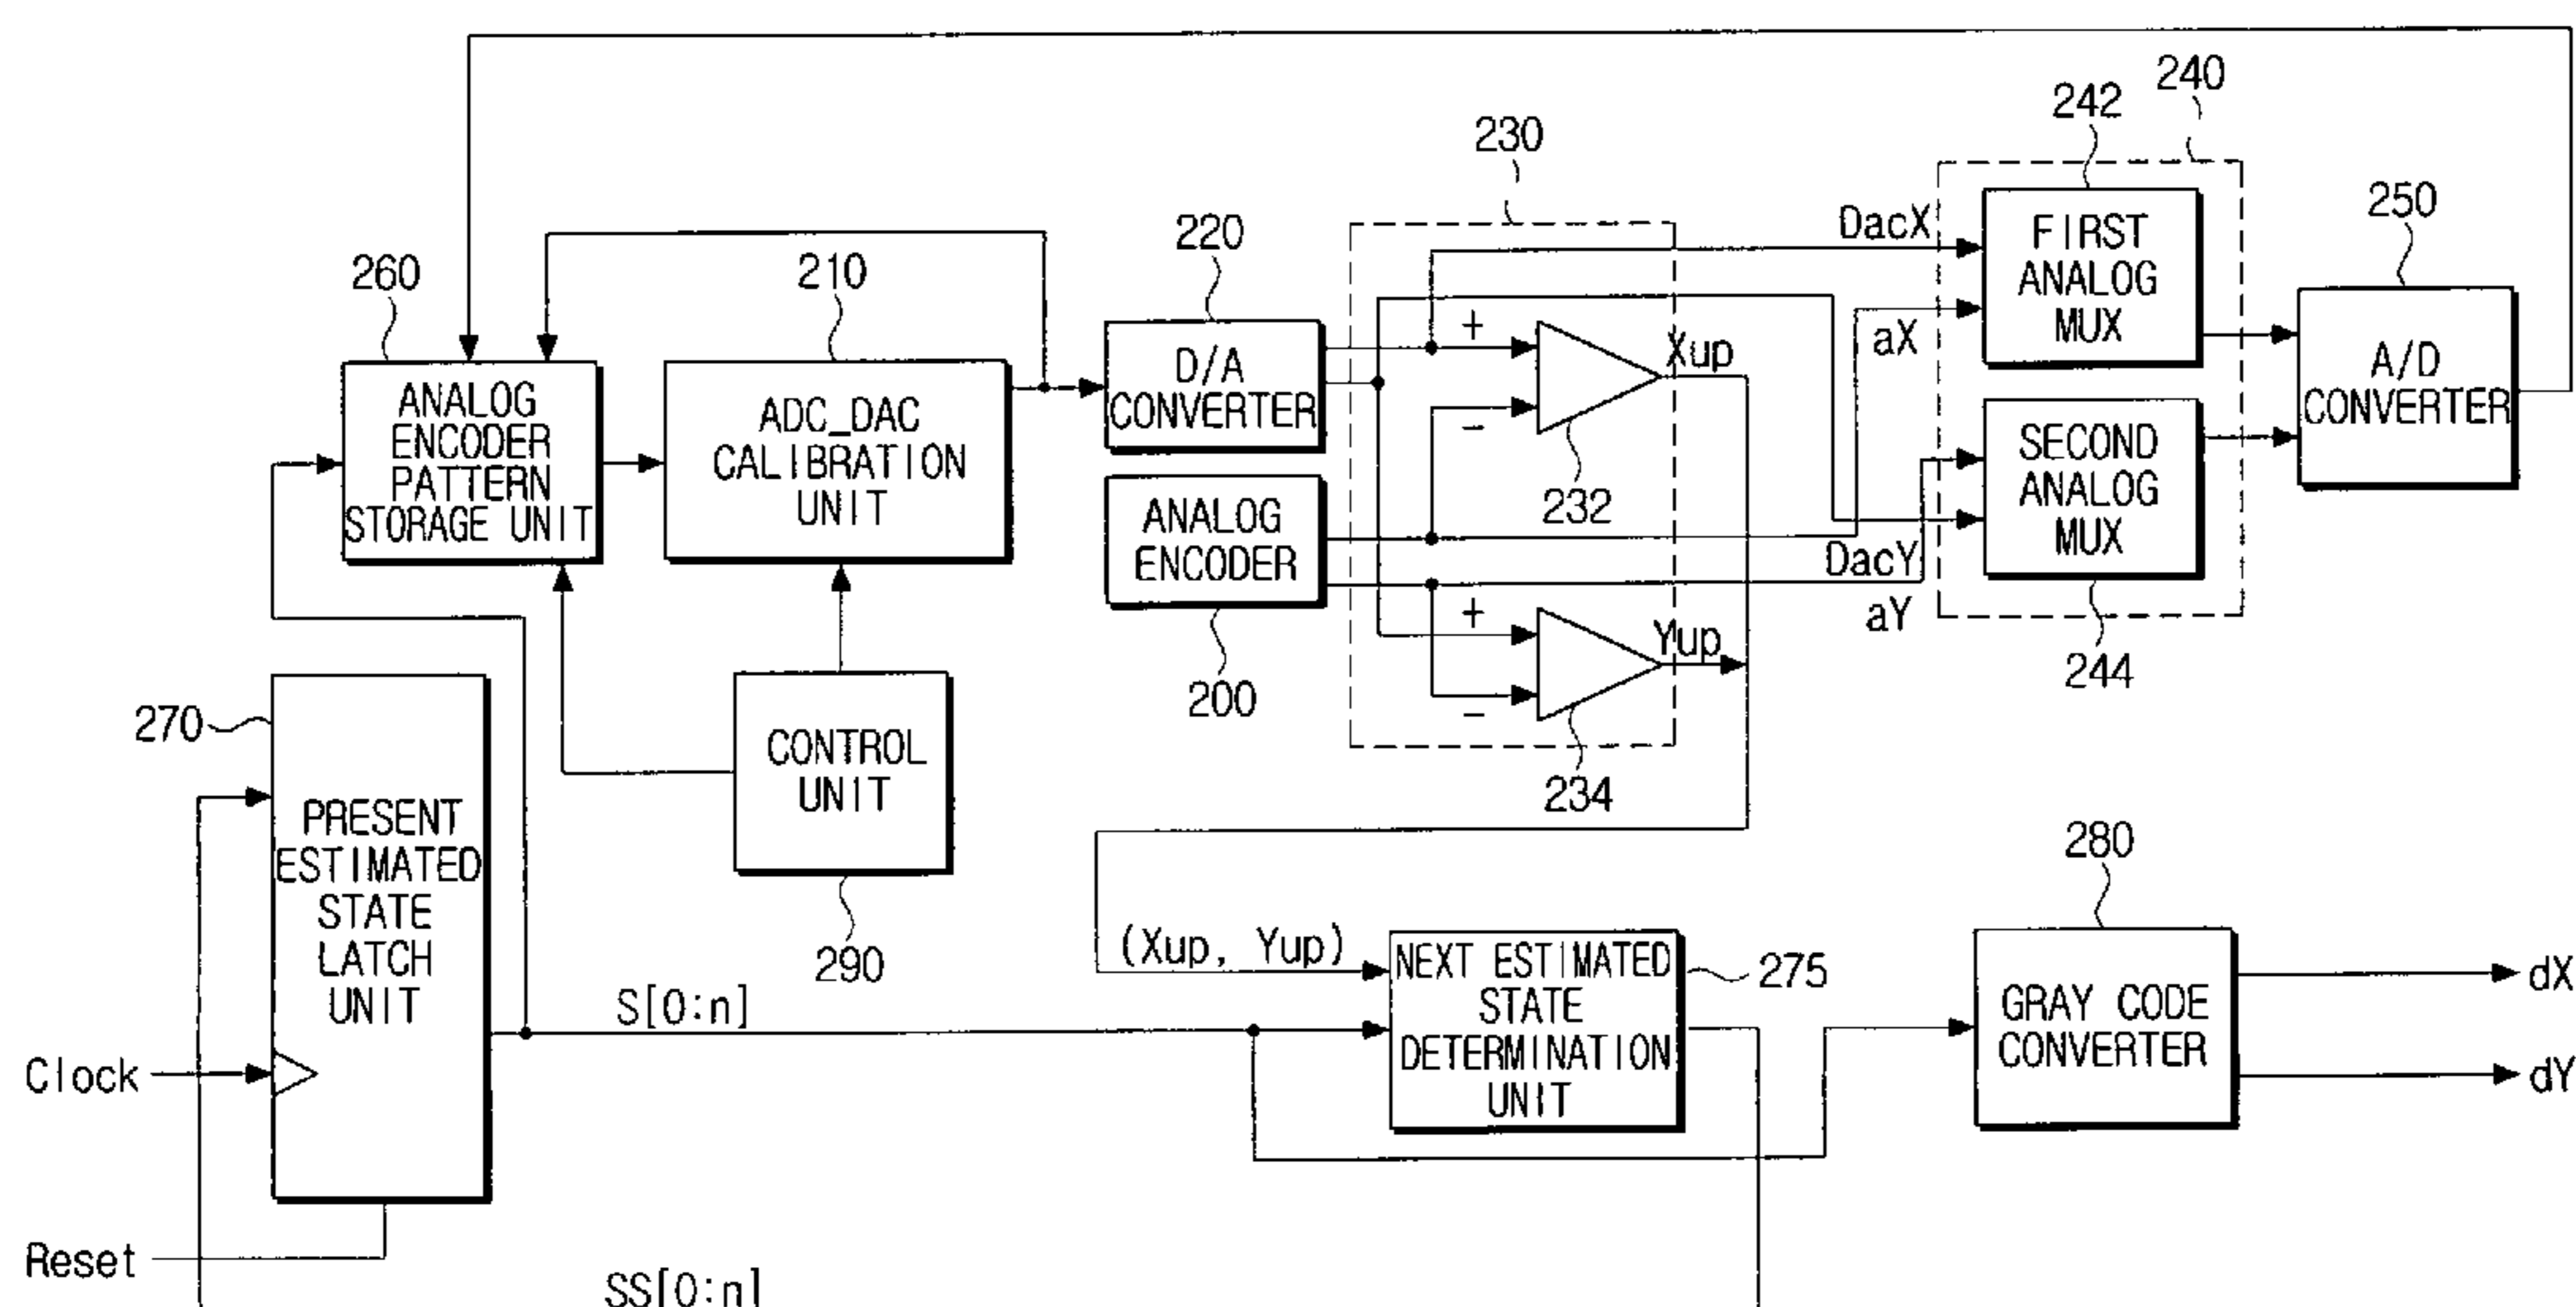 240
242
230
250
DacX
FIRST
ANALOG
MUX
220
260
210
+
Xup
aX
A/D
CONVERTER
D/A
CONVERTER
ANALOG
ENCODER
PATTERN
STORAGE UNIT
ADC_DAC
CALIBRATION
UNIT
-
SECOND
ANALOG
MUX
232
ANALOG
ENCODER
DacY
+
aY
Yup
244
200
270
-
CONTROL
UNIT
234
PRESENT
ESTIMATED
STATE
LATCH
UNIT
280
290
(Xup, Yup)
NEXT ESTIMATED
STATE
DETERMINATION
UNIT
275
dX
S[0:n]
GRAY CODE
CONVERTER
Clock
dY
Reset
SS[0:n]